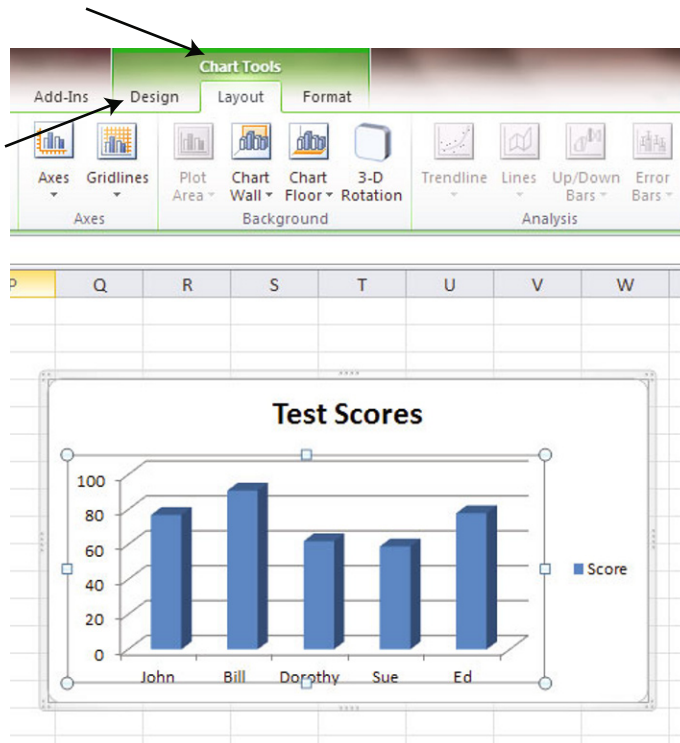 Chart Tools
Add-Ins Design Layout Format
Axes Gridlines Plot Area Chart Wall Chart Floor 3-D Rotation Trendline Lines Up/Down Bars Error Bars
Axes Background Analysis
P Q R S T U V W
Test Scores
100
80
60
40
20
0
Score
John Bill Dorothy Sue Ed